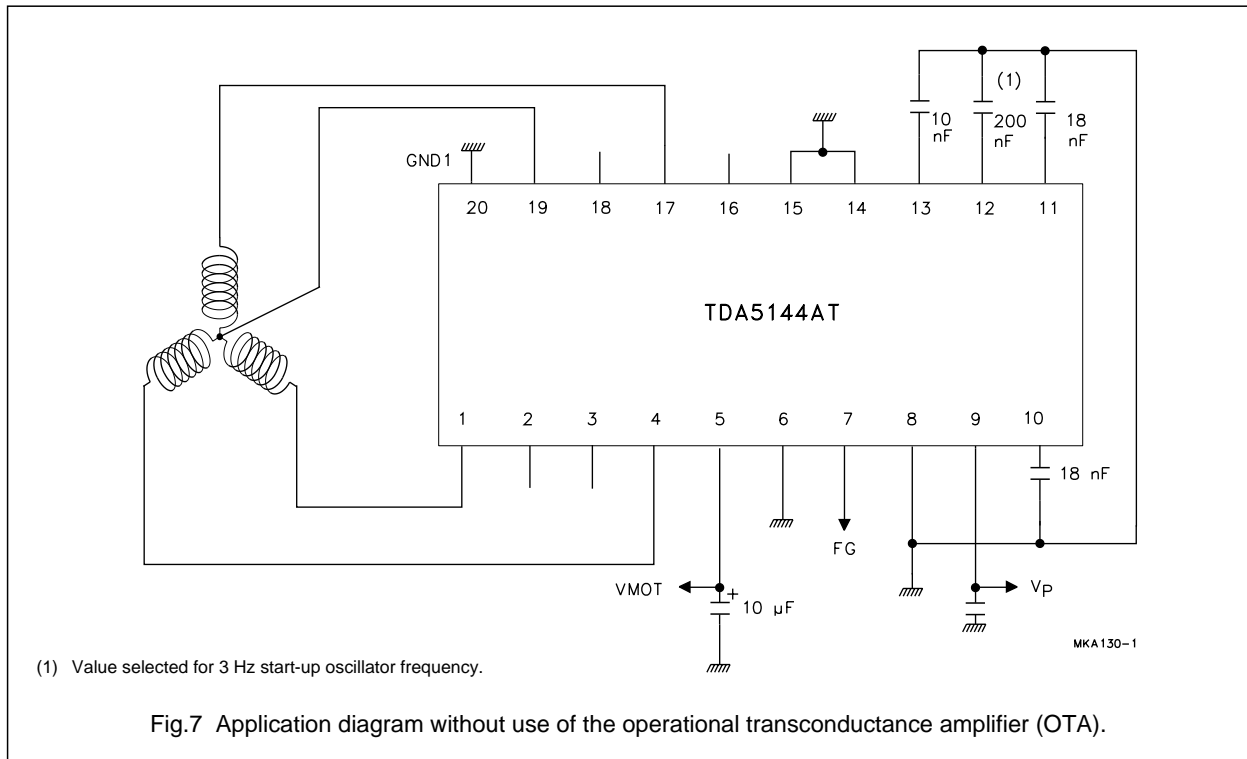 (1)
10 nF
200 nF
18 nF
GND1
20 19 18 17 16 15 14 13 12 11
TDA5144AT
1 2 3 4 5 6 7 8 9 10
18 nF
FG
VMOT
+
10 µF
VP
MKA130-1
(1) Value selected for 3 Hz start-up oscillator frequency.
Fig.7 Application diagram without use of the operational transconductance amplifier (OTA).